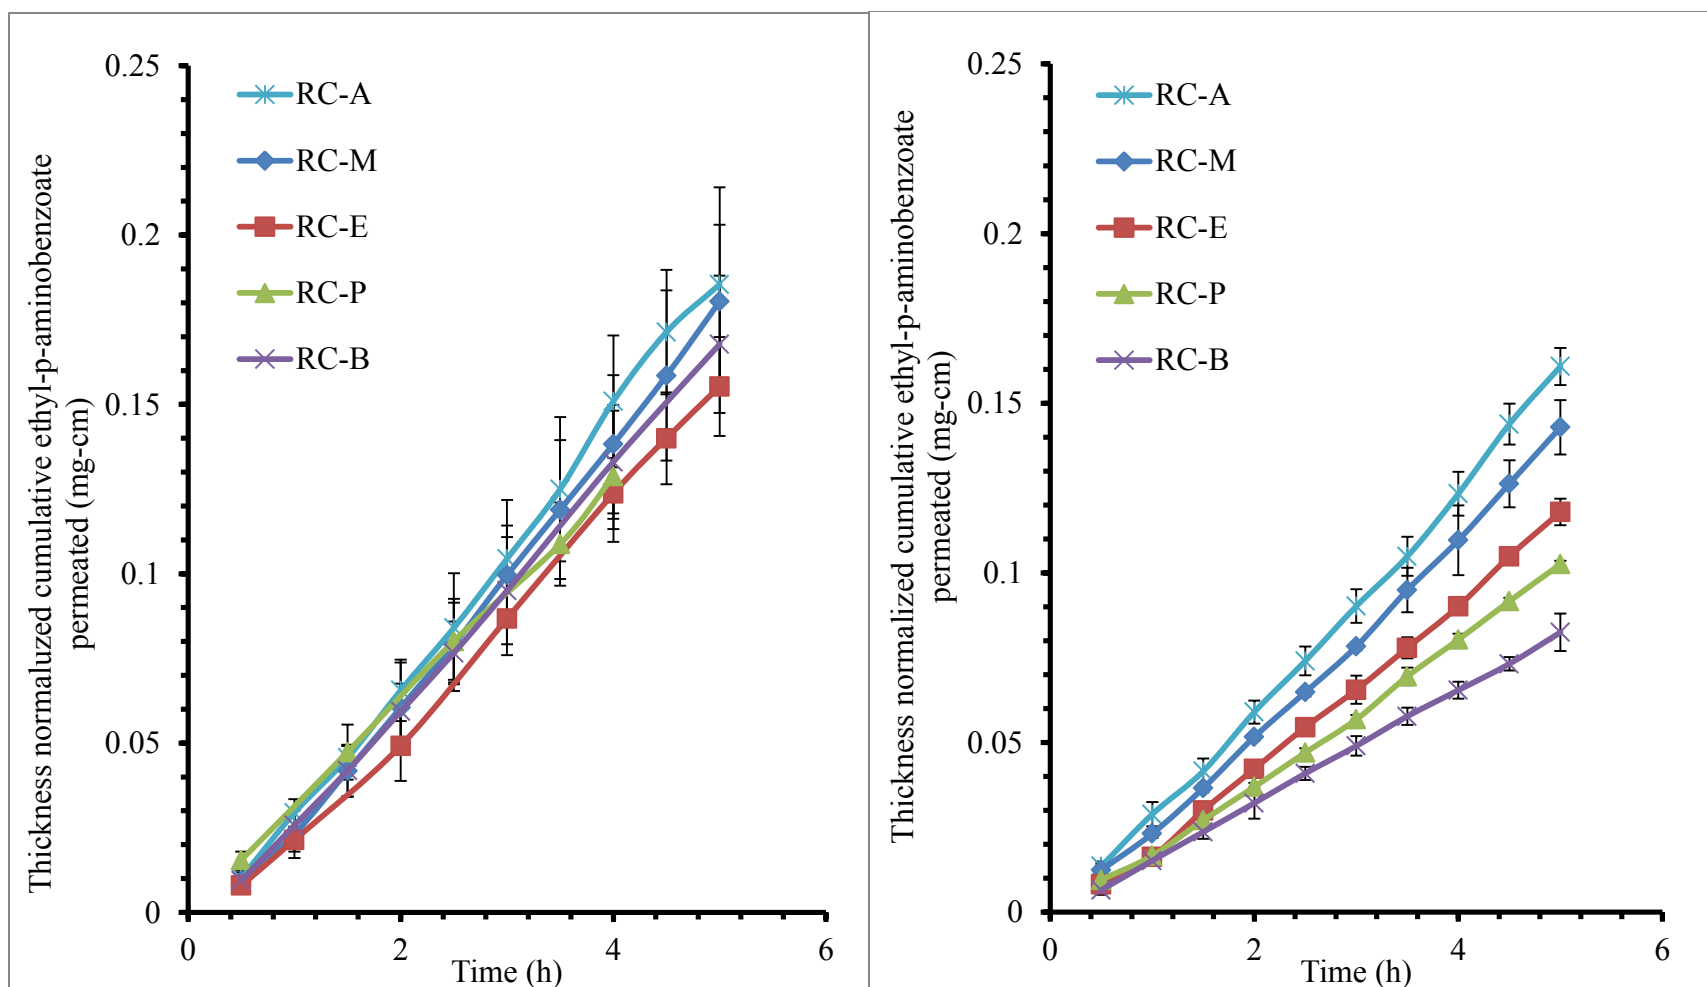 Thickness normaluzed cumulative ethyl-p-aminobenzoate
permeated (mg-cm)
0.25
0.2
0.15
0.1
0.05
0
RC-A
RC-M
RC-E
RC-P
RC-B
0
2
4
6
Time (h)
Thickness normalized cumulative ethyl-p-aminobenzoate
permeated (mg-cm)
0.25
0.2
0.15
0.1
0.05
0
RC-A
RC-M
RC-E
RC-P
RC-B
0
2
4
6
Time (h)